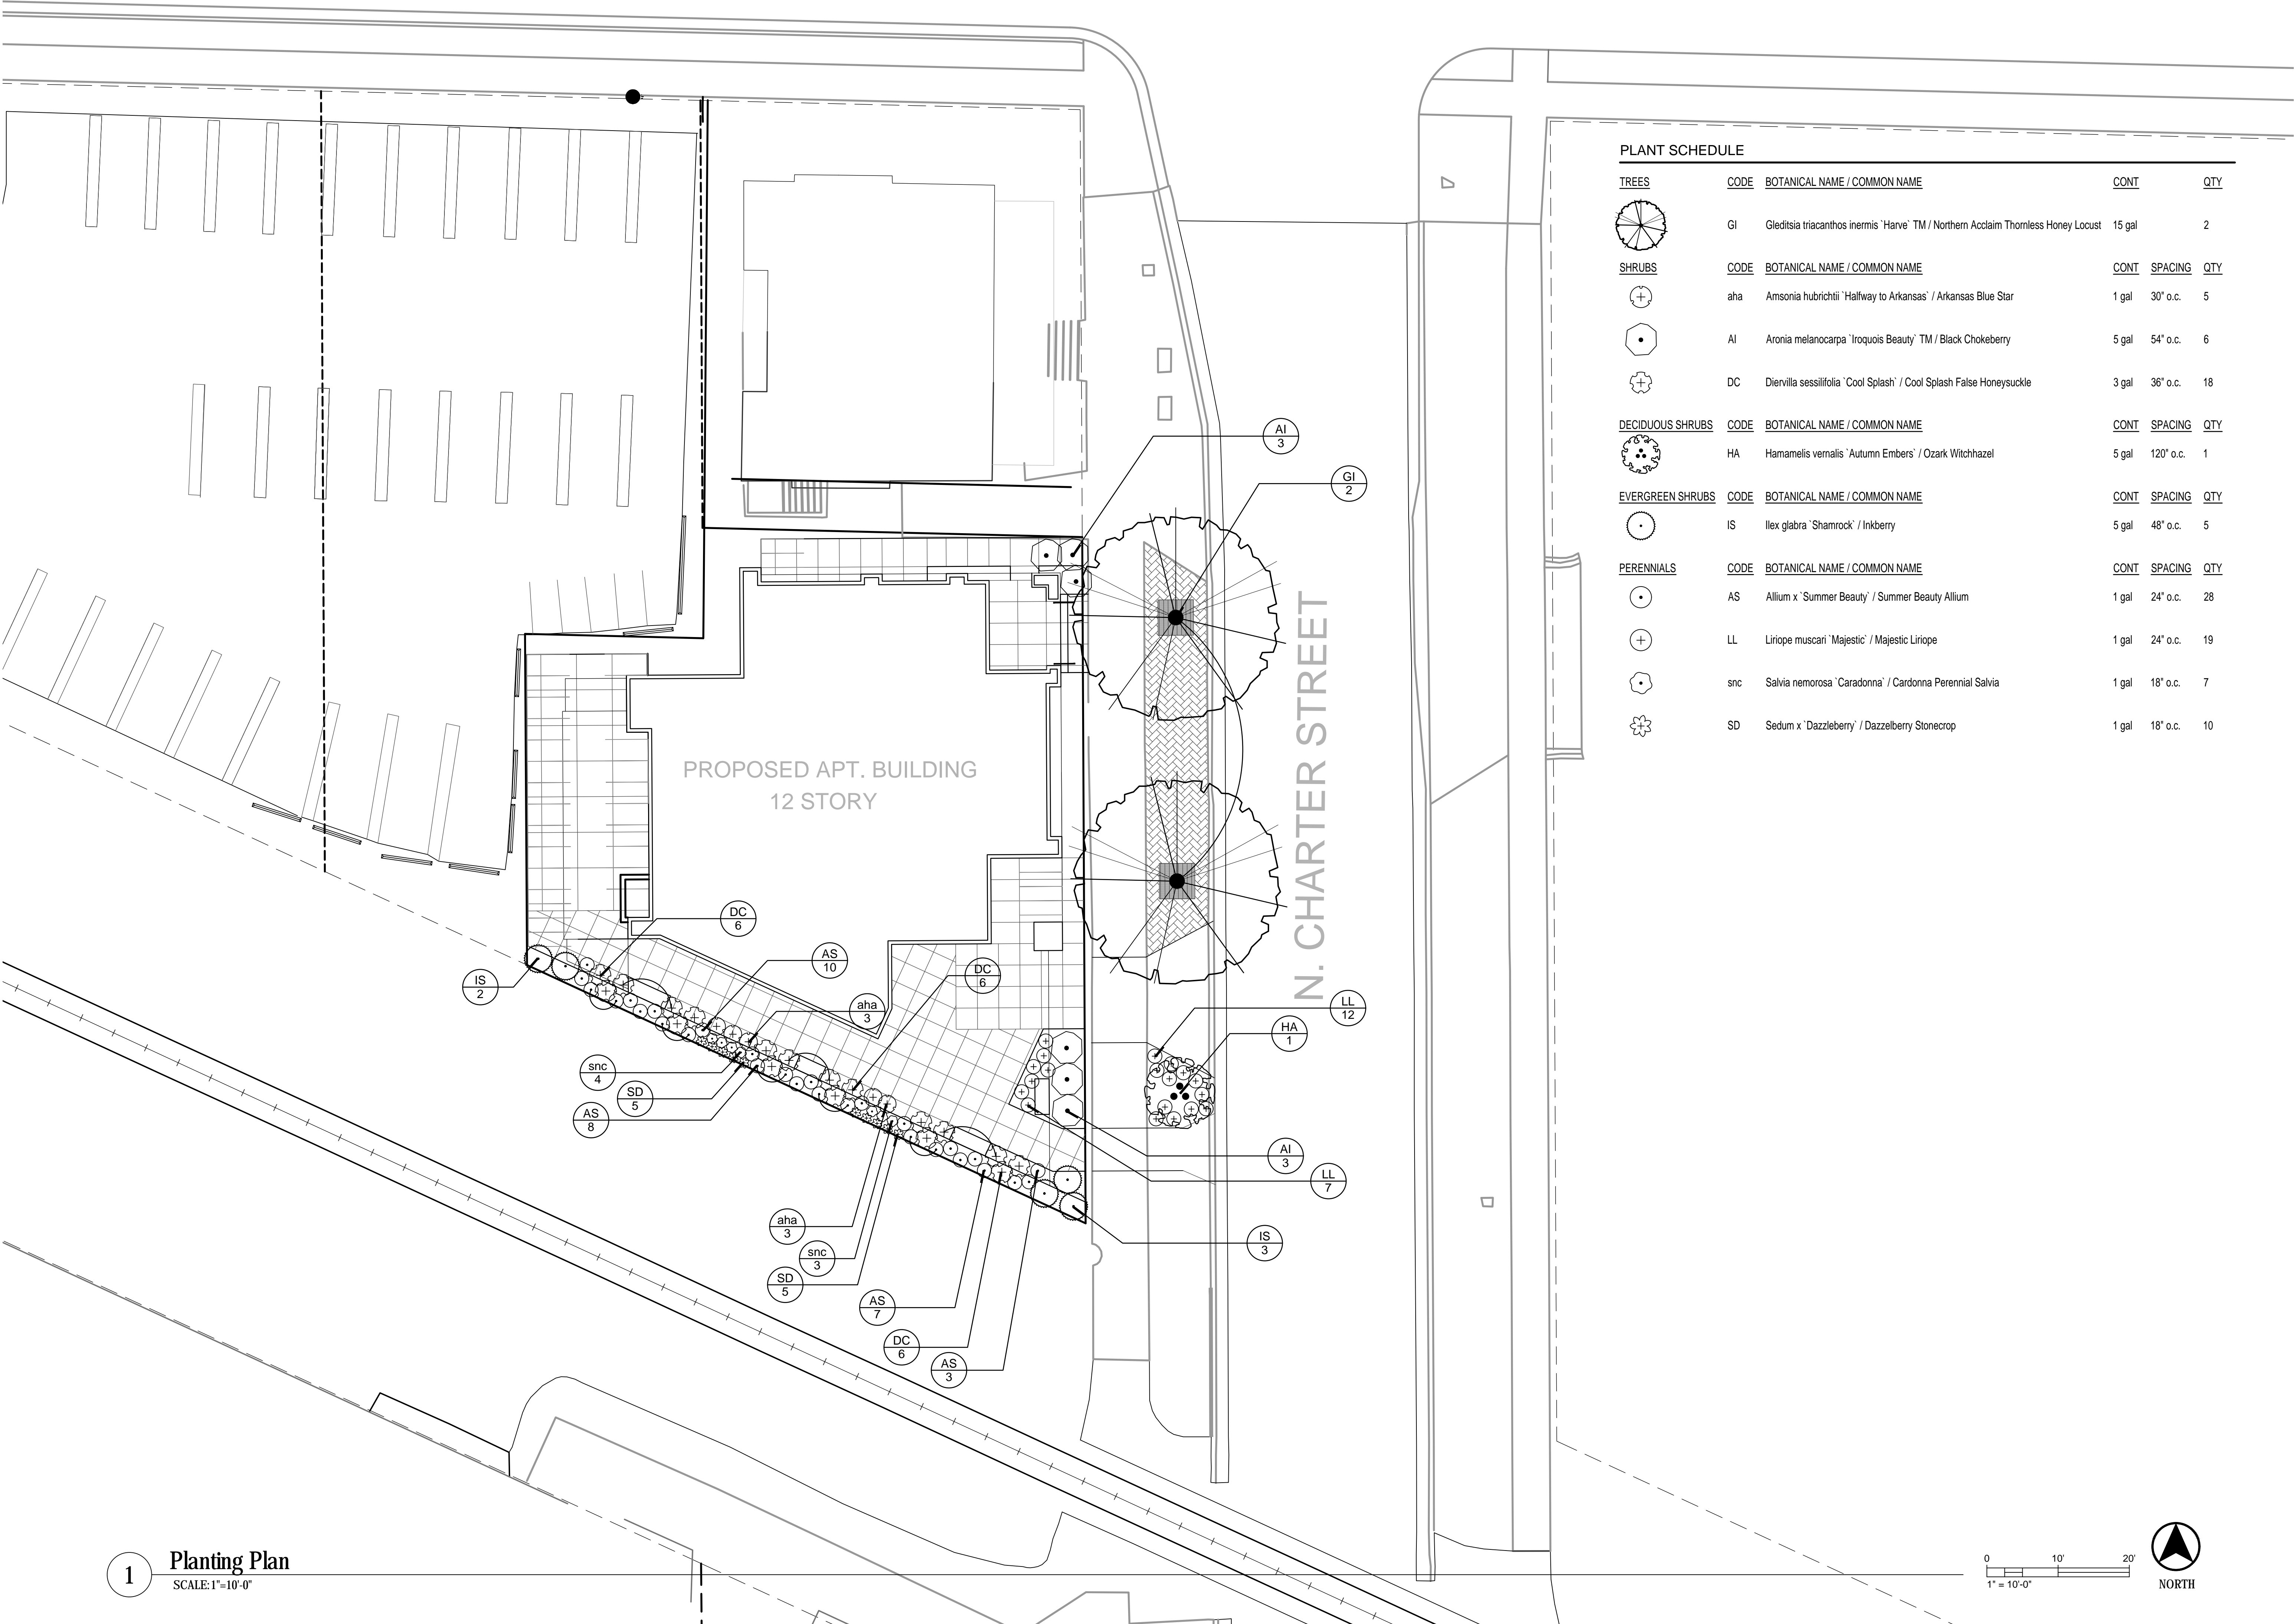 PLANT SCHEDULE
TREES CODE BOTANICAL NAME / COMMON NAME CONT QTY
GI Gleditsia triacanthos inermis `Harve` TM / Northern Acclaim Thornless Honey Locust 15 gal 2
SHRUBS CODE BOTANICAL NAME / COMMON NAME CONT SPACING QTY
aha Amsonia hubrichtii `Halfway to Arkansas` / Arkansas Blue Star 1 gal 30" o.c. 5
AI Aronia melanocarpa `Iroquois Beauty` TM / Black Chokeberry 5 gal 54" o.c. 6
DC Diervilla sessilifolia `Cool Splash` / Cool Splash False Honeysuckle 3 gal 36" o.c. 18
DECIDUOUS SHRUBS CODE BOTANICAL NAME / COMMON NAME CONT SPACING QTY
HA Hamamelis vernalis `Autumn Embers` / Ozark Witchhazel 5 gal 120" o.c. 1
EVERGREEN SHRUBS CODE BOTANICAL NAME / COMMON NAME CONT SPACING QTY
IS Ilex glabra `Shamrock` / Inkberry 5 gal 48" o.c. 5
PERENNIALS CODE BOTANICAL NAME / COMMON NAME CONT SPACING QTY
AS Allium x `Summer Beauty` / Summer Beauty Allium 1 gal 24" o.c. 28
LL Liriope muscari `Majestic` / Majestic Liriope 1 gal 24" o.c. 19
snc Salvia nemorosa `Caradonna` / Cardonna Perennial Salvia 1 gal 18" o.c. 7
SD Sedum x `Dazzleberry` / Dazzelberry Stonecrop 1 gal 18" o.c. 10
AI
3
GI
2
N. CHARTER STREET
PROPOSED APT. BUILDING
12 STORY
DC
6
AS
10
DC
6
IS
2
aha
3
LL
12
HA
1
snc
4
SD
5
AS
8
AI
3
LL
7
aha
3
snc
3
IS
3
SD
5
AS
7
DC
6
AS
3
1
Planting Plan
SCALE: 1"=10'-0"
0 10' 20'
1" = 10'-0"
NORTH